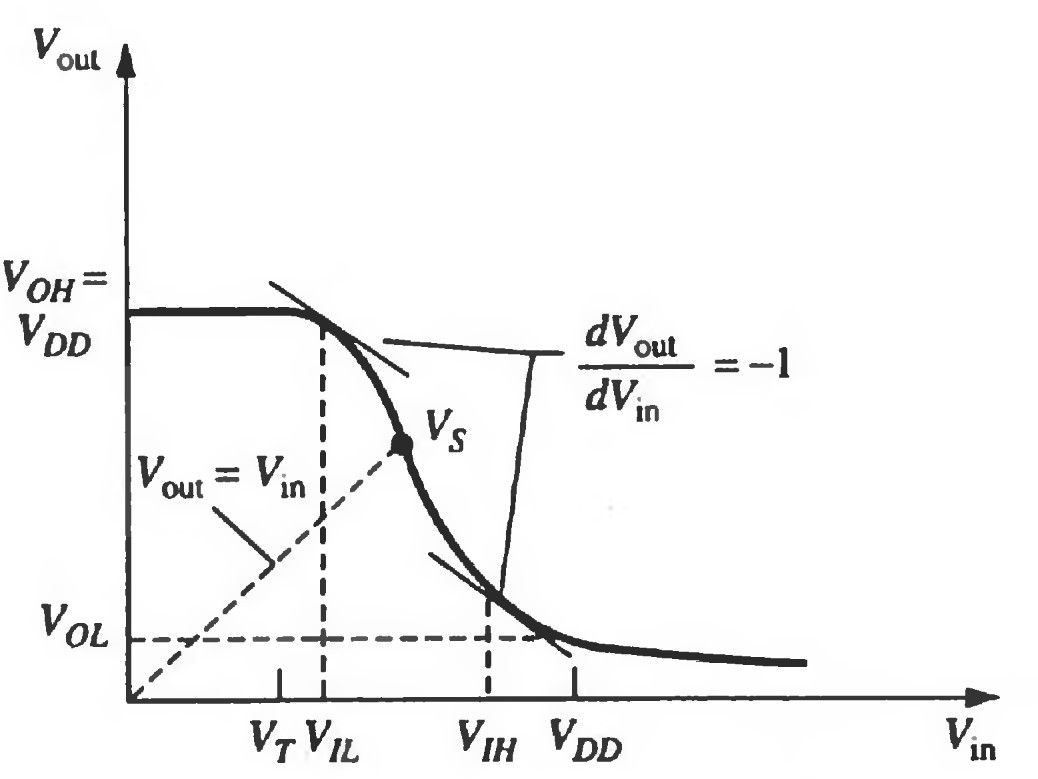 V_out
V_OH =
V_DD
dV_out
dV_in
= -1
V_S
V_out = V_in
V_OL
V_T V_IL V_IH V_DD
V_in